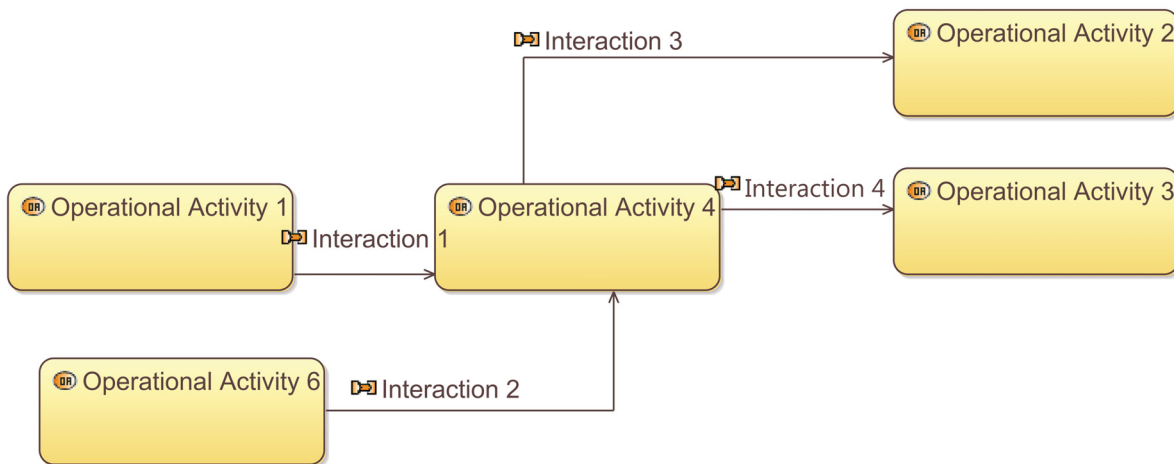 Interaction 3
Operational Activity 2
Operational Activity 1
Interaction 1
Operational Activity 4
Interaction 4
Operational Activity 3
Operational Activity 6
Interaction 2